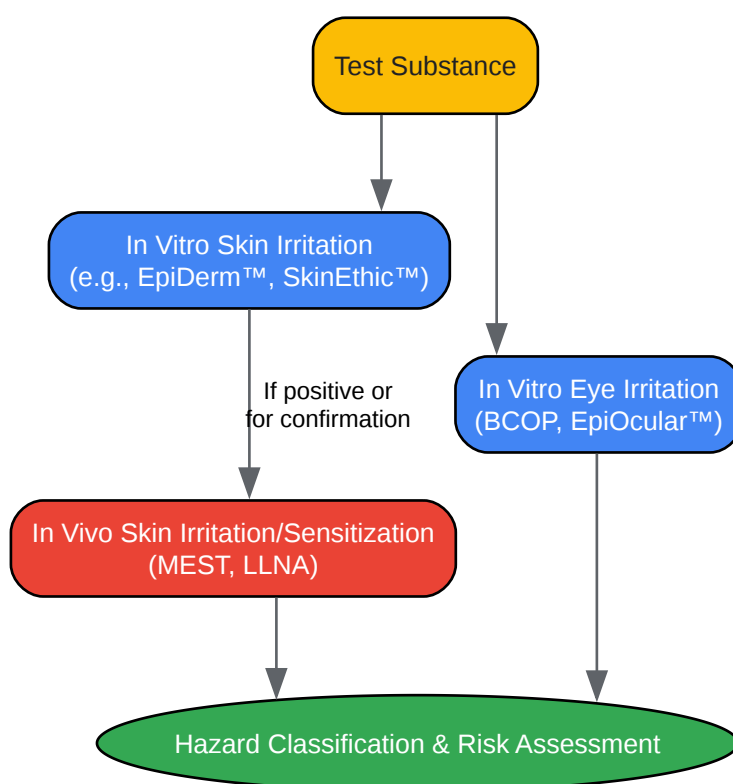 Test Substance
In Vitro Skin Irritation
(e.g., EpiDerm™, SkinEthic™)
If positive or
for confirmation
In Vitro Eye Irritation
(BCOP, EpiOcular™)
In Vivo Skin Irritation/Sensitization
(MEST, LLNA)
Hazard Classification & Risk Assessment